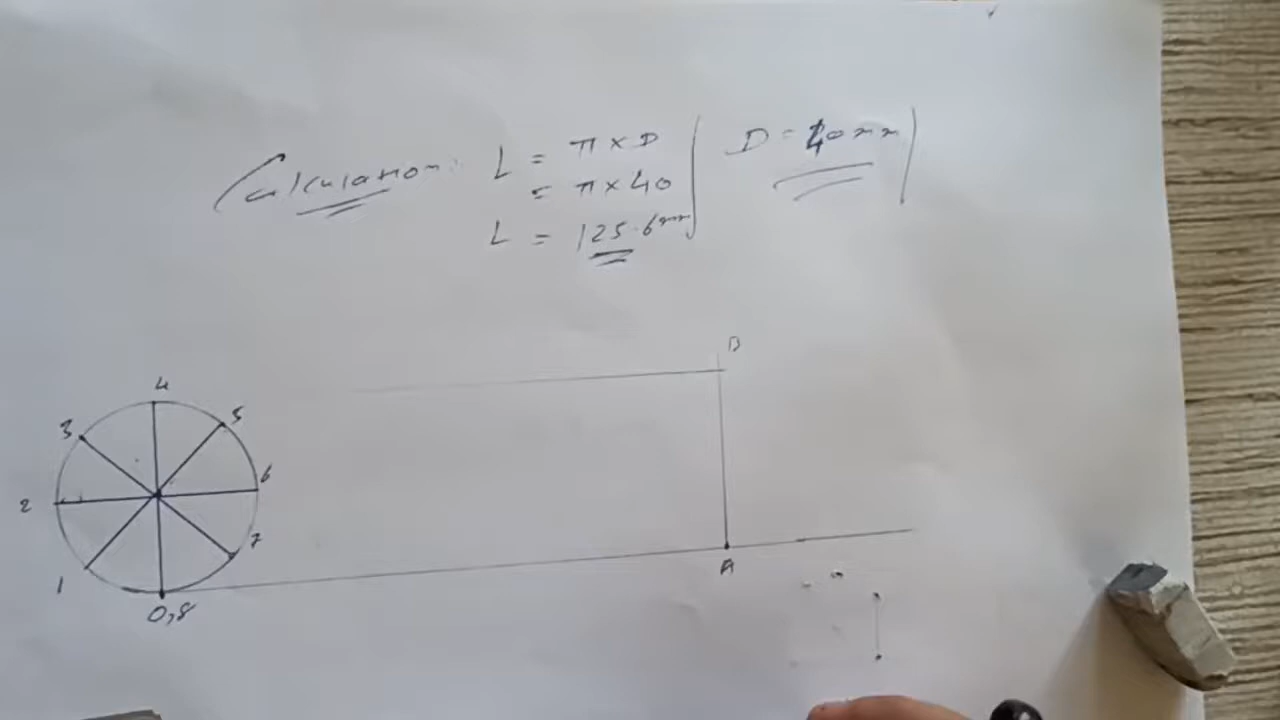 Calculation: L = π × D
= π × 40
L = 125.6mm
D = 40mm
B
4
3
5
6
2
7
A
1
0,8